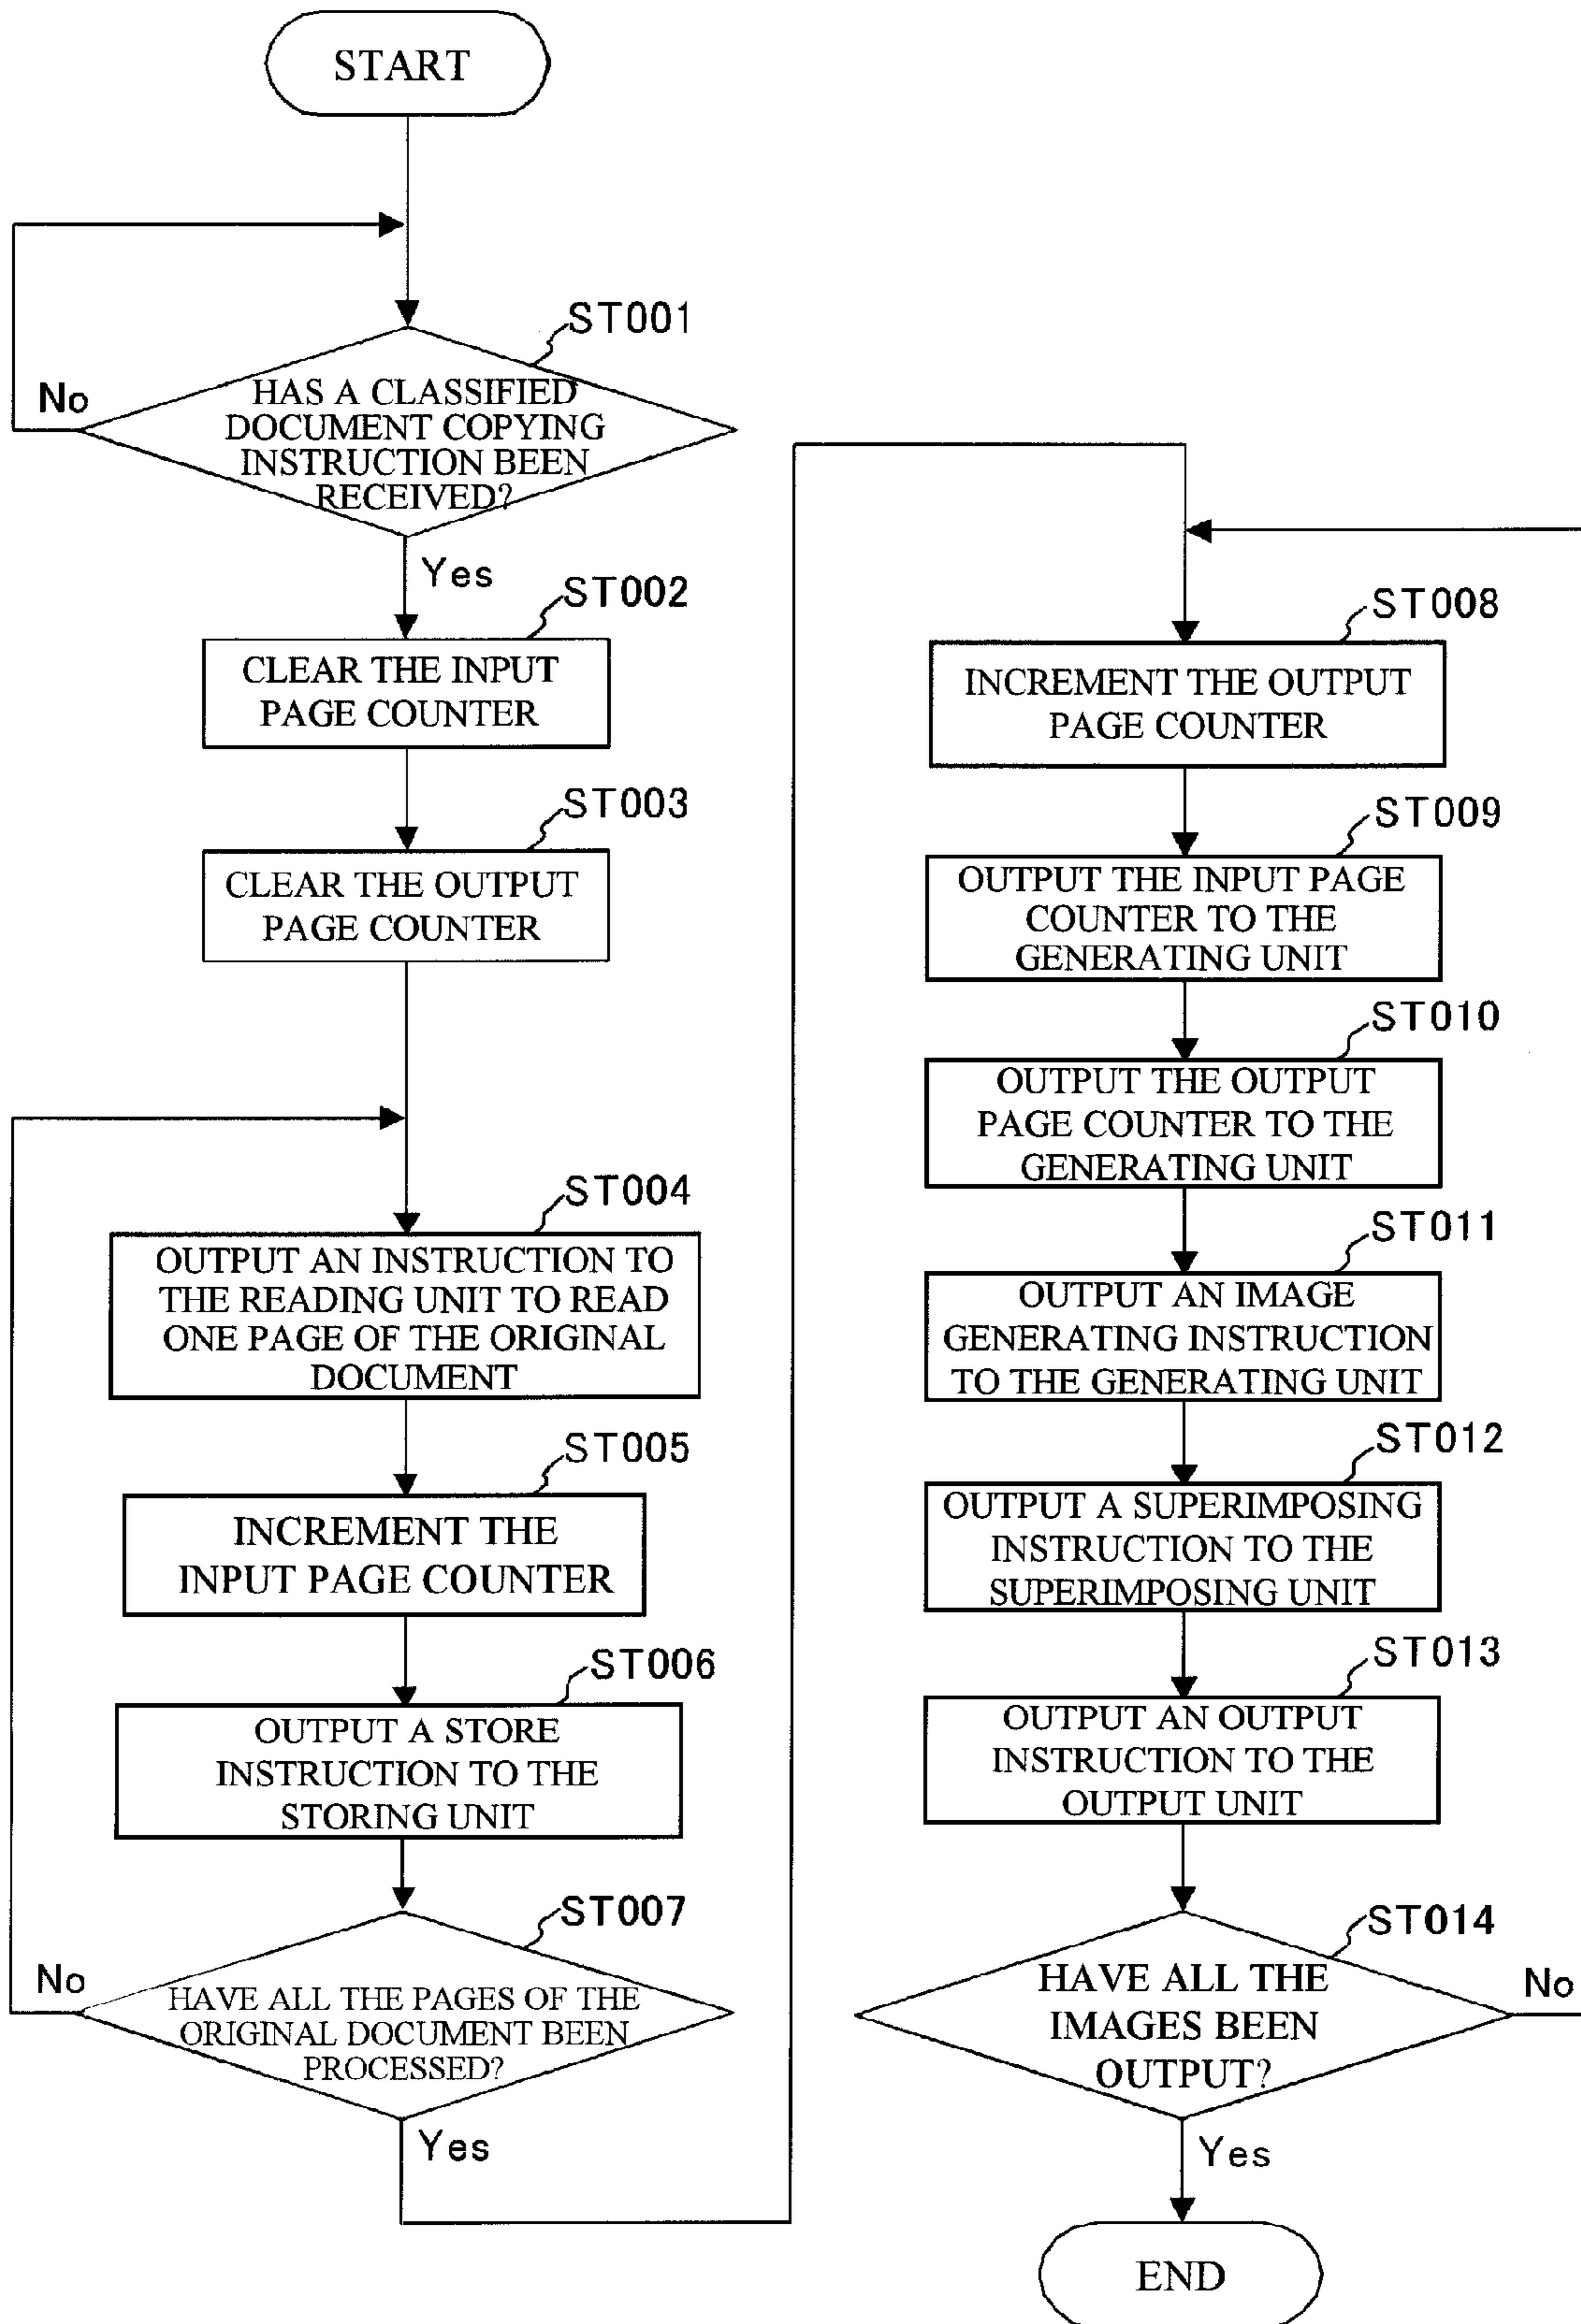 START
ST001
No
HAS A CLASSIFIED
DOCUMENT COPYING
INSTRUCTION BEEN
RECEIVED?
Yes
ST002
CLEAR THE INPUT
PAGE COUNTER
ST003
CLEAR THE OUTPUT
PAGE COUNTER
ST004
OUTPUT AN INSTRUCTION TO
THE READING UNIT TO READ
ONE PAGE OF THE ORIGINAL
DOCUMENT
ST005
INCREMENT THE
INPUT PAGE COUNTER
ST006
OUTPUT A STORE
INSTRUCTION TO THE
STORING UNIT
ST007
No
HAVE ALL THE PAGES OF THE
ORIGINAL DOCUMENT BEEN
PROCESSED?
Yes
ST008
INCREMENT THE OUTPUT
PAGE COUNTER
ST009
OUTPUT THE INPUT PAGE
COUNTER TO THE
GENERATING UNIT
ST010
OUTPUT THE OUTPUT
PAGE COUNTER TO THE
GENERATING UNIT
ST011
OUTPUT AN IMAGE
GENERATING INSTRUCTION
TO THE GENERATING UNIT
ST012
OUTPUT A SUPERIMPOSING
INSTRUCTION TO THE
SUPERIMPOSING UNIT
ST013
OUTPUT AN OUTPUT
INSTRUCTION TO THE
OUTPUT UNIT
ST014
HAVE ALL THE
IMAGES BEEN
OUTPUT?
No
Yes
END